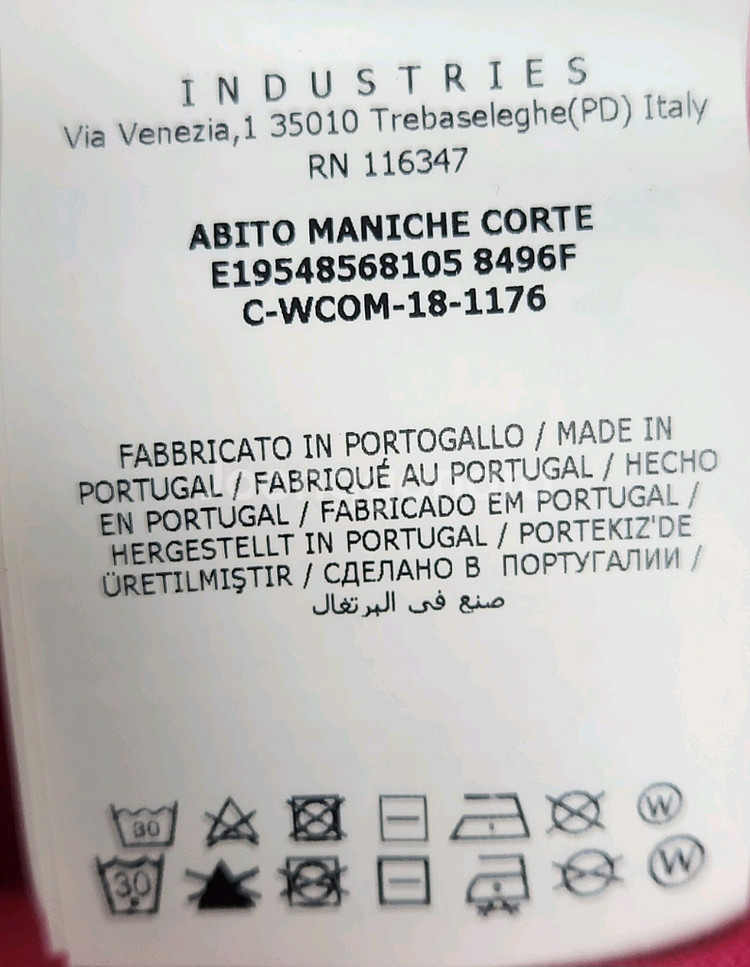 INDUSTRIES
Via Venezia,1 35010 Trebaseleghe(PD) Italy
RN 116347
ABITO MANICHE CORTE
E19548568105 8496F
C-WCOM-18-1176
FABBRICATO IN PORTOGALLO / MADE IN
PORTUGAL / FABRIQUÉ AU PORTUGAL / HECHO
EN PORTUGAL / FABRICADO EM PORTUGAL /
HERGESTELLT IN PORTUGAL / PORTEKIZ'DE
ÜRETILMIŞTIR / СДЕЛАНО В ПОРТУГАЛИИ /
صنع فى البرتغال
30 W
30 W